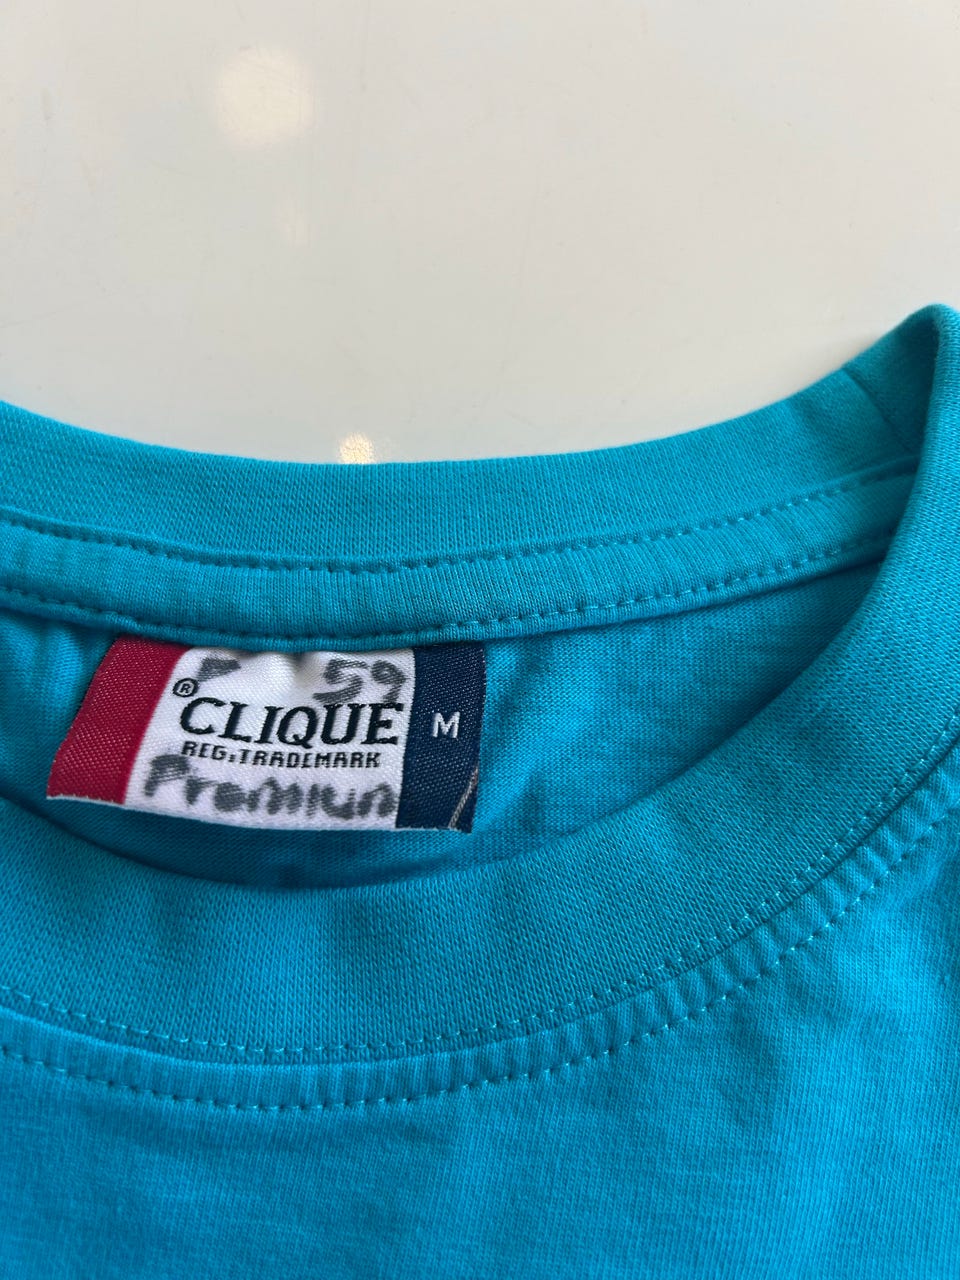 59
® CLIQUE M
REG.TRADEMARK
Premium